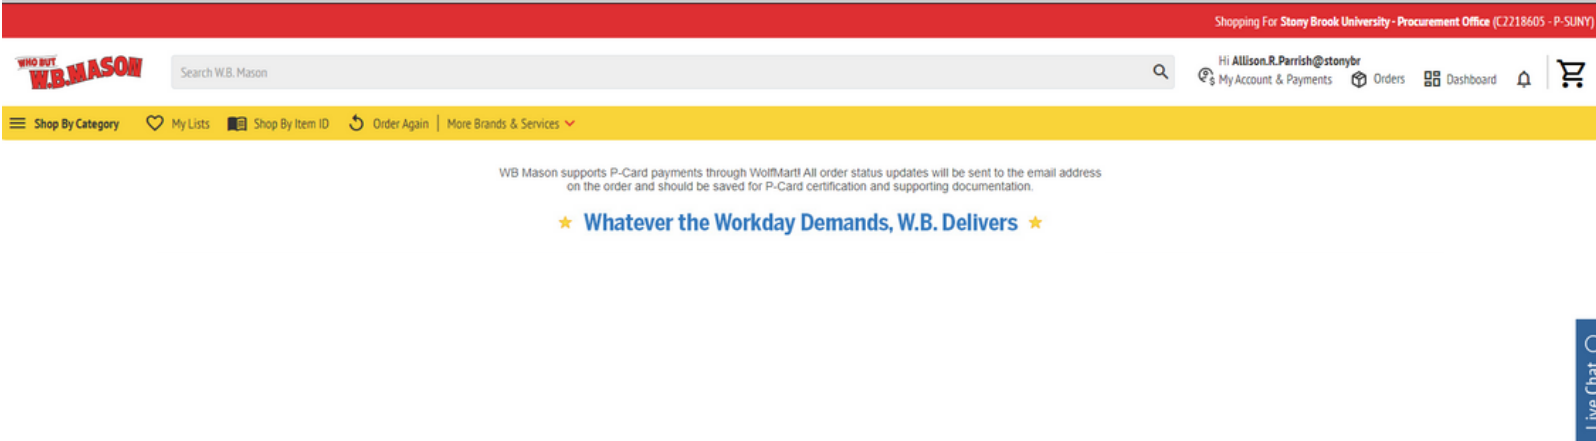 Shopping For Stony Brook University - Procurement Office (C2218605 - P-SUNY)
WHO BUT
W.B.MASON
Search W.B. Mason
Hi Allison.R.Parrish@stonybr
My Account & Payments
Orders
Dashboard
Shop By Category
My Lists
Shop By Item ID
Order Again
More Brands & Services
WB Mason supports P-Card payments through WolfMart! All order status updates will be sent to the email address
on the order and should be saved for P-Card certification and supporting documentation.
Whatever the Workday Demands, W.B. Delivers
Live Chat